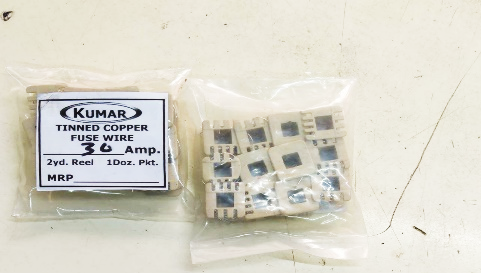 KUMAR
TINNED COPPER
FUSE WIRE
30 Amp.
2yd. Reel 1Doz. Pkt.
MRP